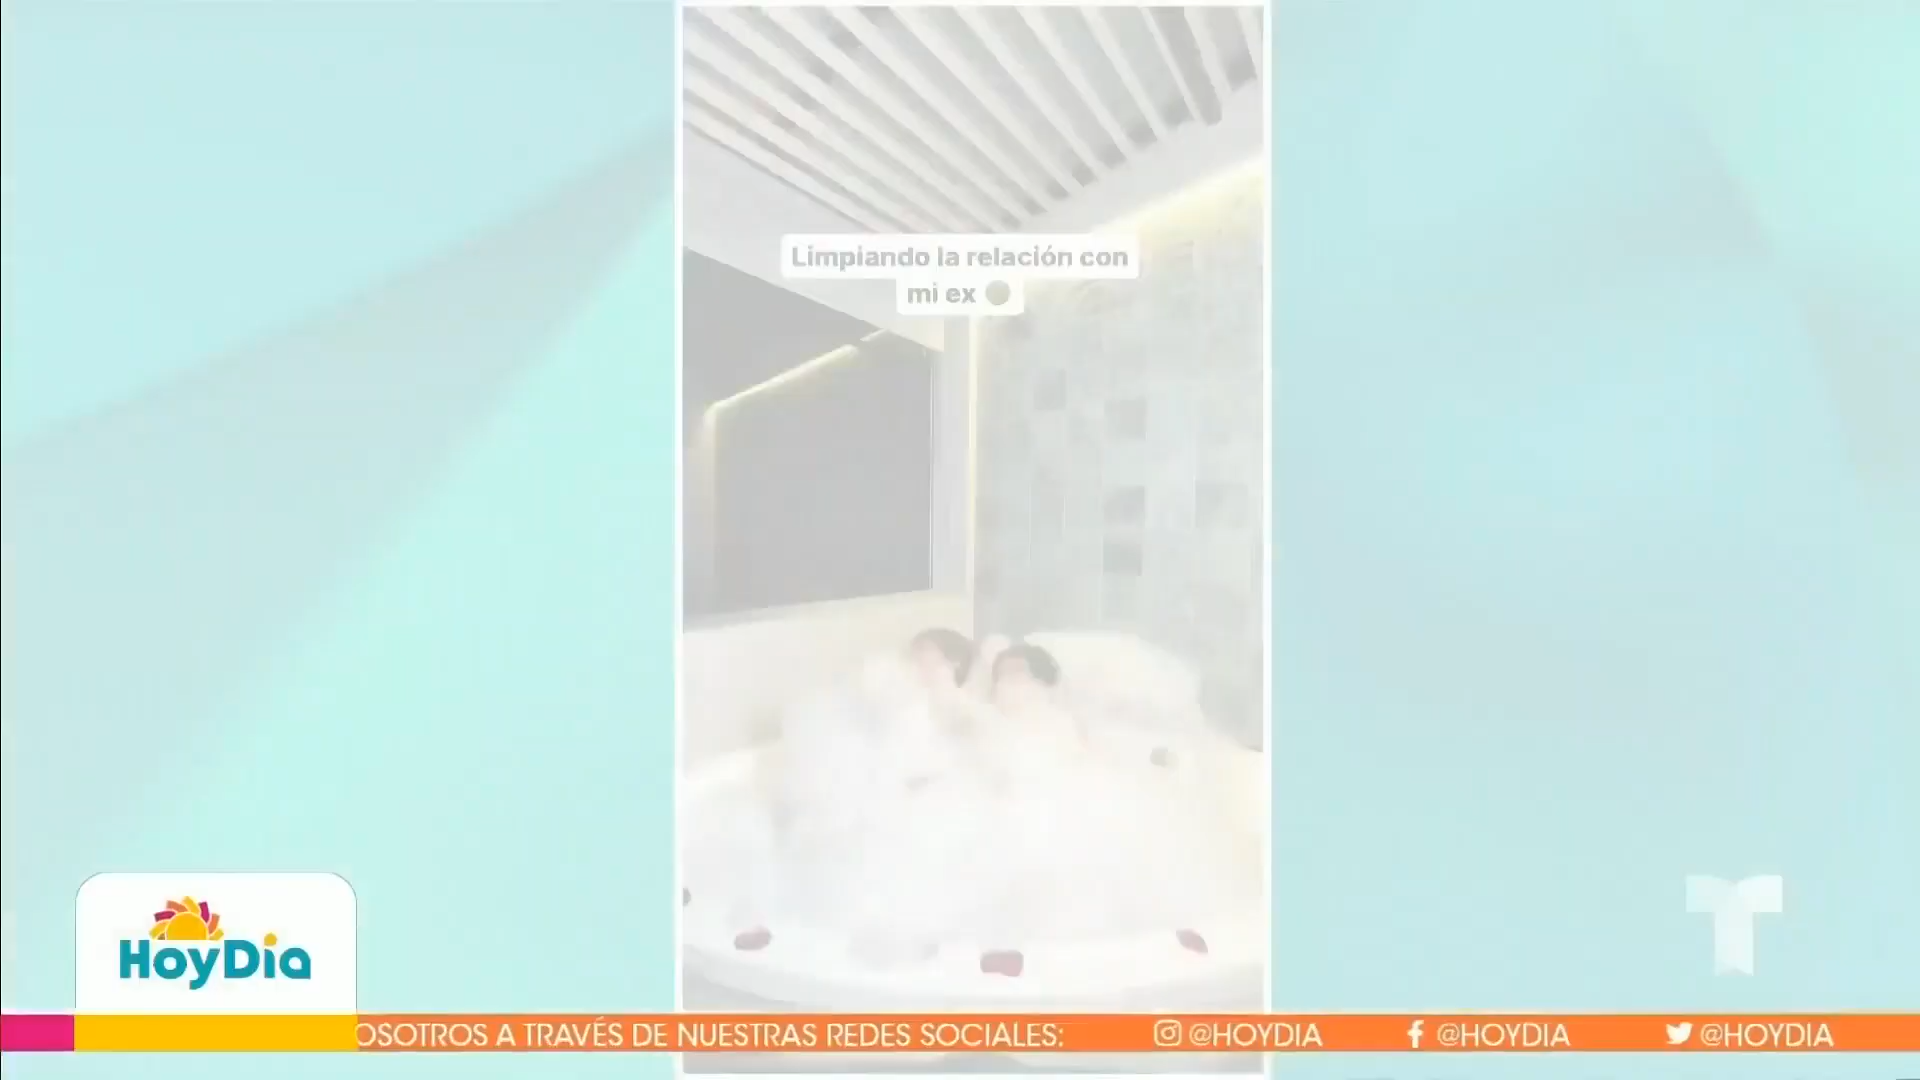 Limpiando la relación con
mi ex
HoyDia
OSOTROS A TRAVÉS DE NUESTRAS REDES SOCIALES: @HOYDIA @HOYDIA @HOYDIA